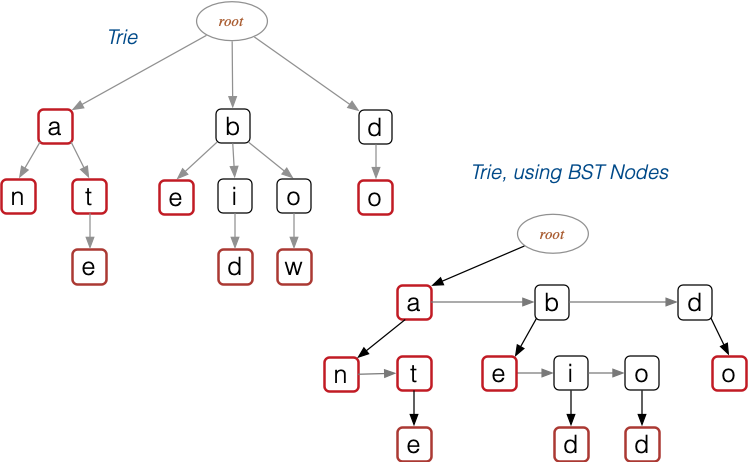 root
Trie
a b d
n t e i o o
e d w
Trie, using BST Nodes
root
a b d
n t e i o o
e d d